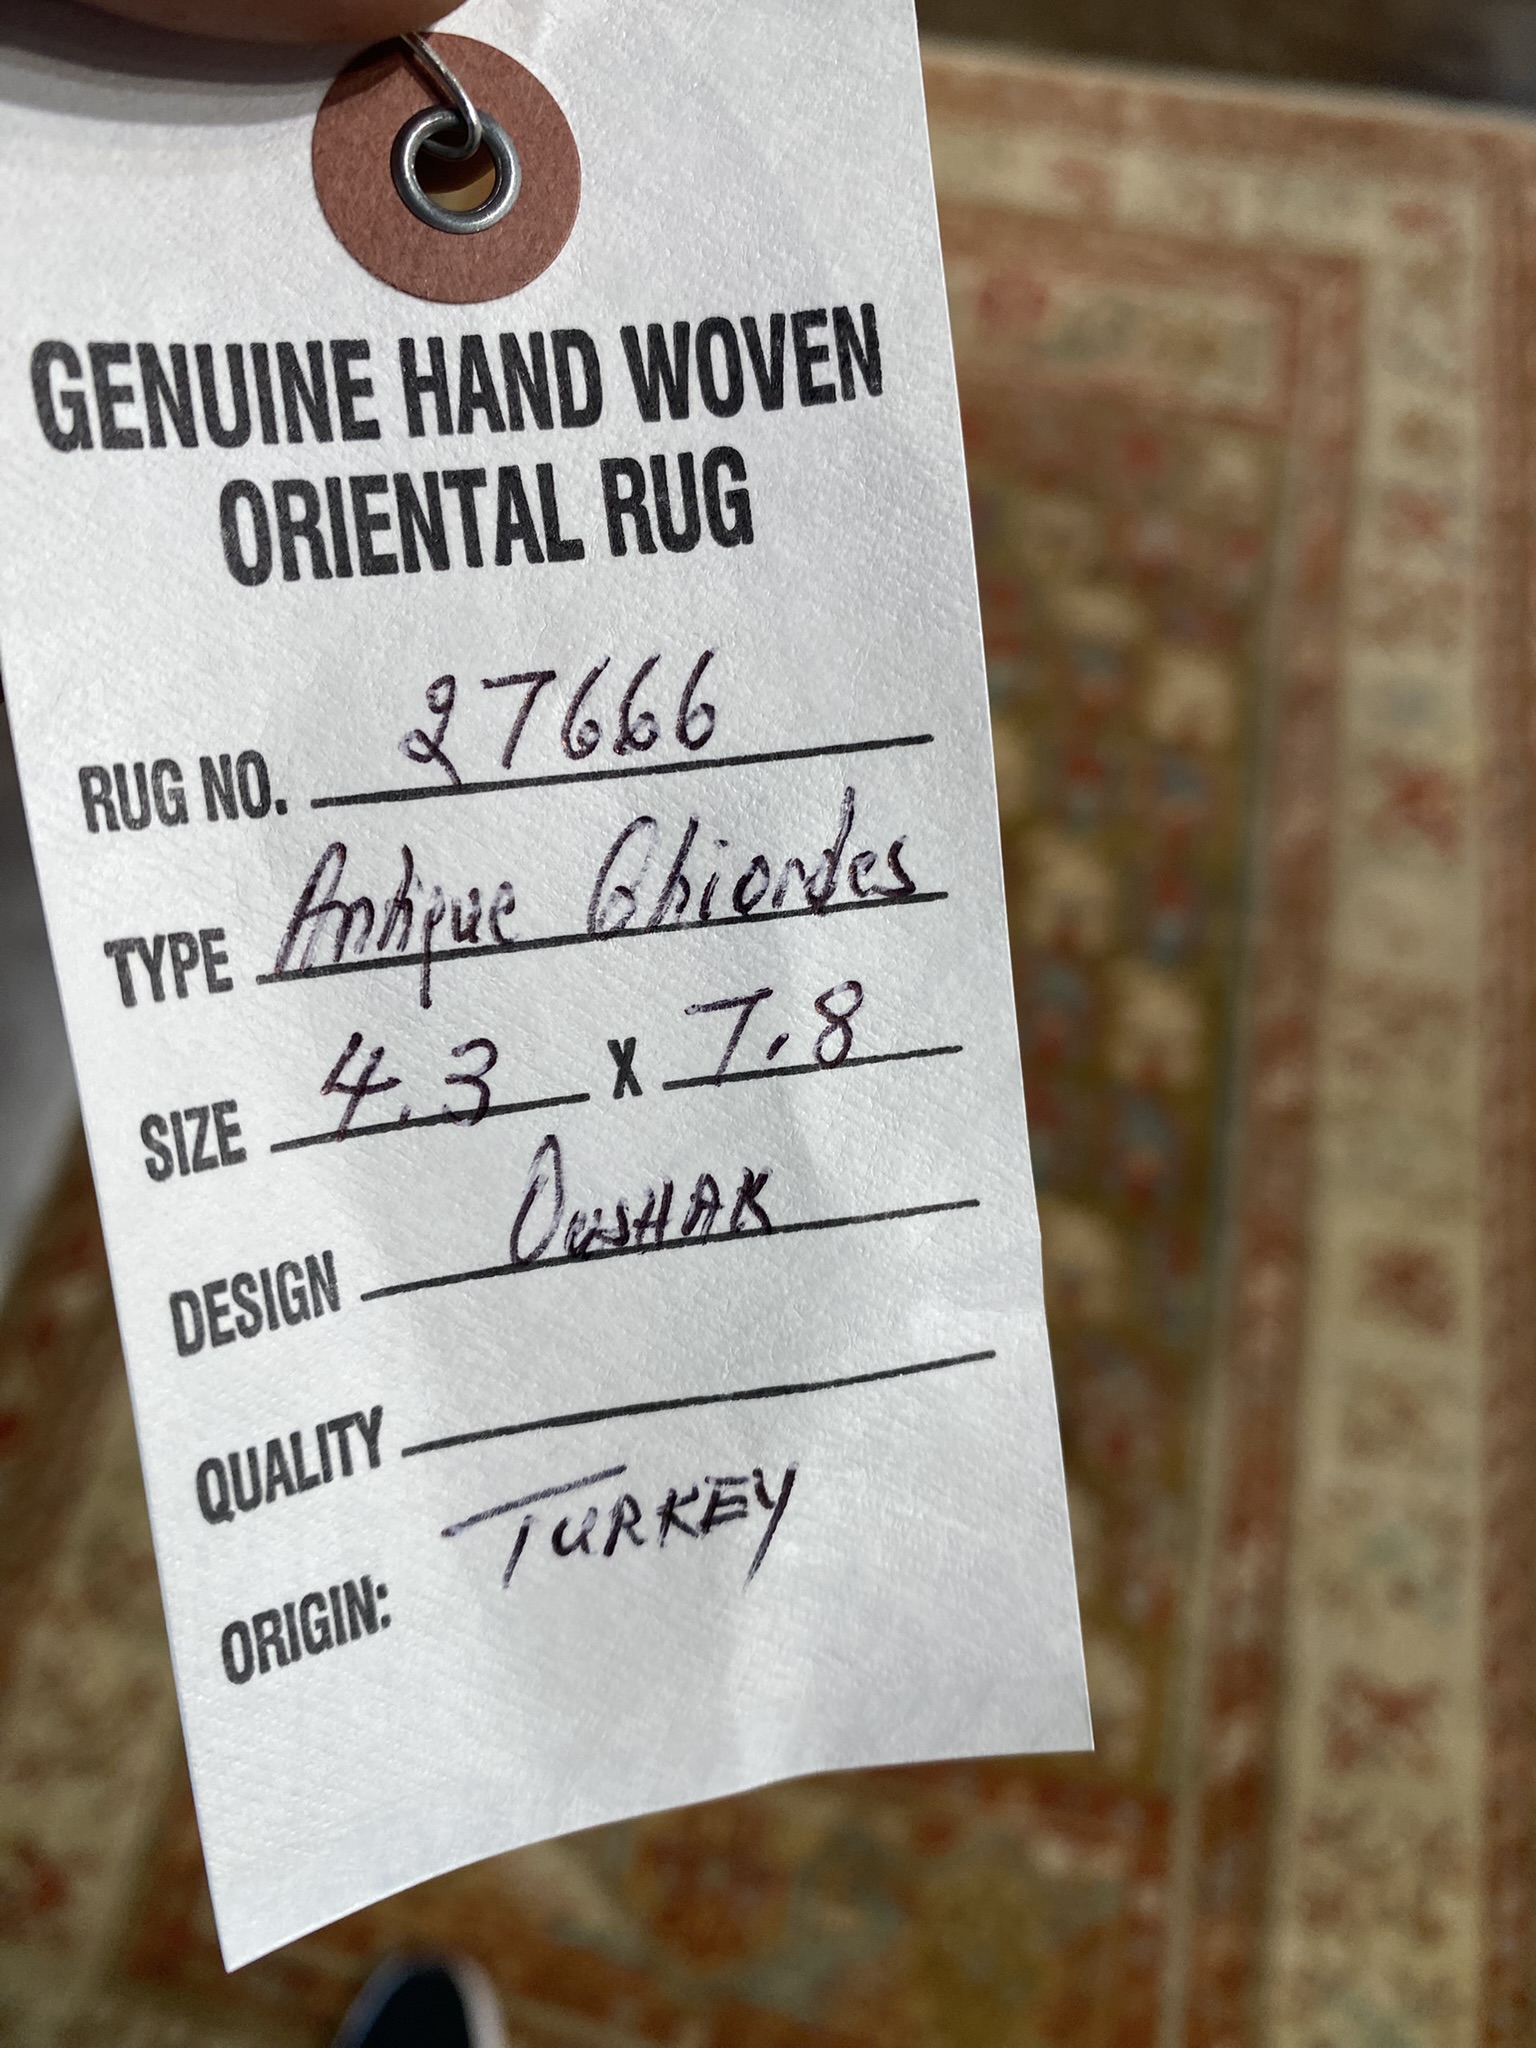 GENUINE HAND WOVEN
ORIENTAL RUG
RUG NO. 27666
TYPE Antique Ghiordes
SIZE 4.3 X 7.8
DESIGN OUSHAK
QUALITY
ORIGIN: TURKEY